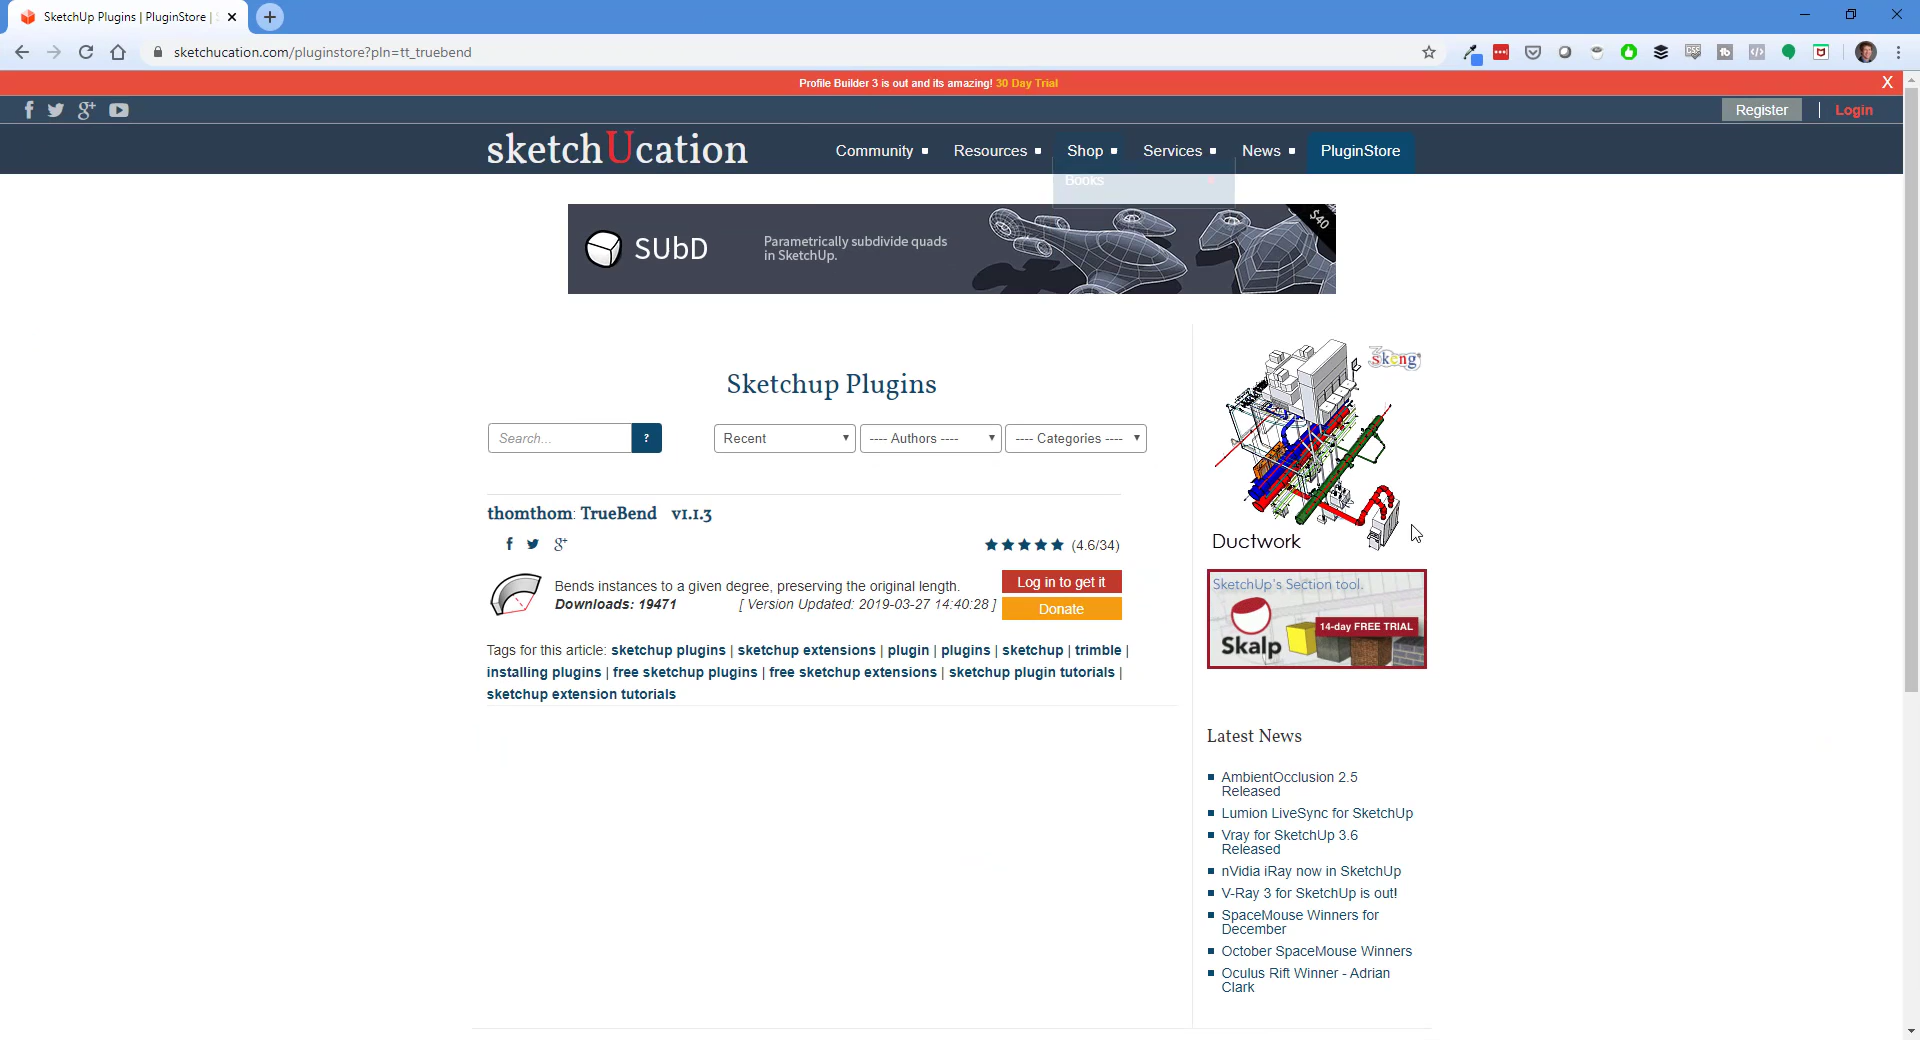 SketchUp Plugins | PluginStore |
sketchucation.com/pluginstore?pln=tt_truebend
Profile Builder 3 is out and its amazing! 30 Day Trial X
Register | Login
sketchUcation
Community Resources Shop Services News PluginStore
Books
SUbD
Parametrically subdivide quads
in SketchUp.
$40
Sketchup Plugins
Search... ?
Recent
---- Authors ----
---- Categories ----
thomthom: TrueBend v1.1.3
(4.6/34)
Bends instances to a given degree, preserving the original length.
Downloads: 19471 [ Version Updated: 2019-03-27 14:40:28 ]
Log in to get it
Donate
Tags for this article: sketchup plugins | sketchup extensions | plugin | plugins | sketchup | trimble |
installing plugins | free sketchup plugins | free sketchup extensions | sketchup plugin tutorials |
sketchup extension tutorials
skeng
Ductwork
SketchUp's Section tool.
Skalp
14-day FREE TRIAL
Latest News
AmbientOcclusion 2.5
Released
Lumion LiveSync for SketchUp
Vray for SketchUp 3.6
Released
nVidia iRay now in SketchUp
V-Ray 3 for SketchUp is out!
SpaceMouse Winners for
December
October SpaceMouse Winners
Oculus Rift Winner - Adrian
Clark